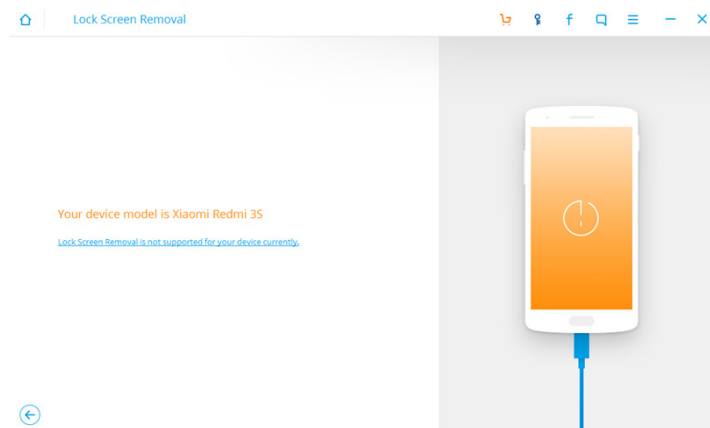 Lock Screen Removal
Your device model is Xiaomi Redmi 3S
Lock Screen Removal is not supported for your device currently.